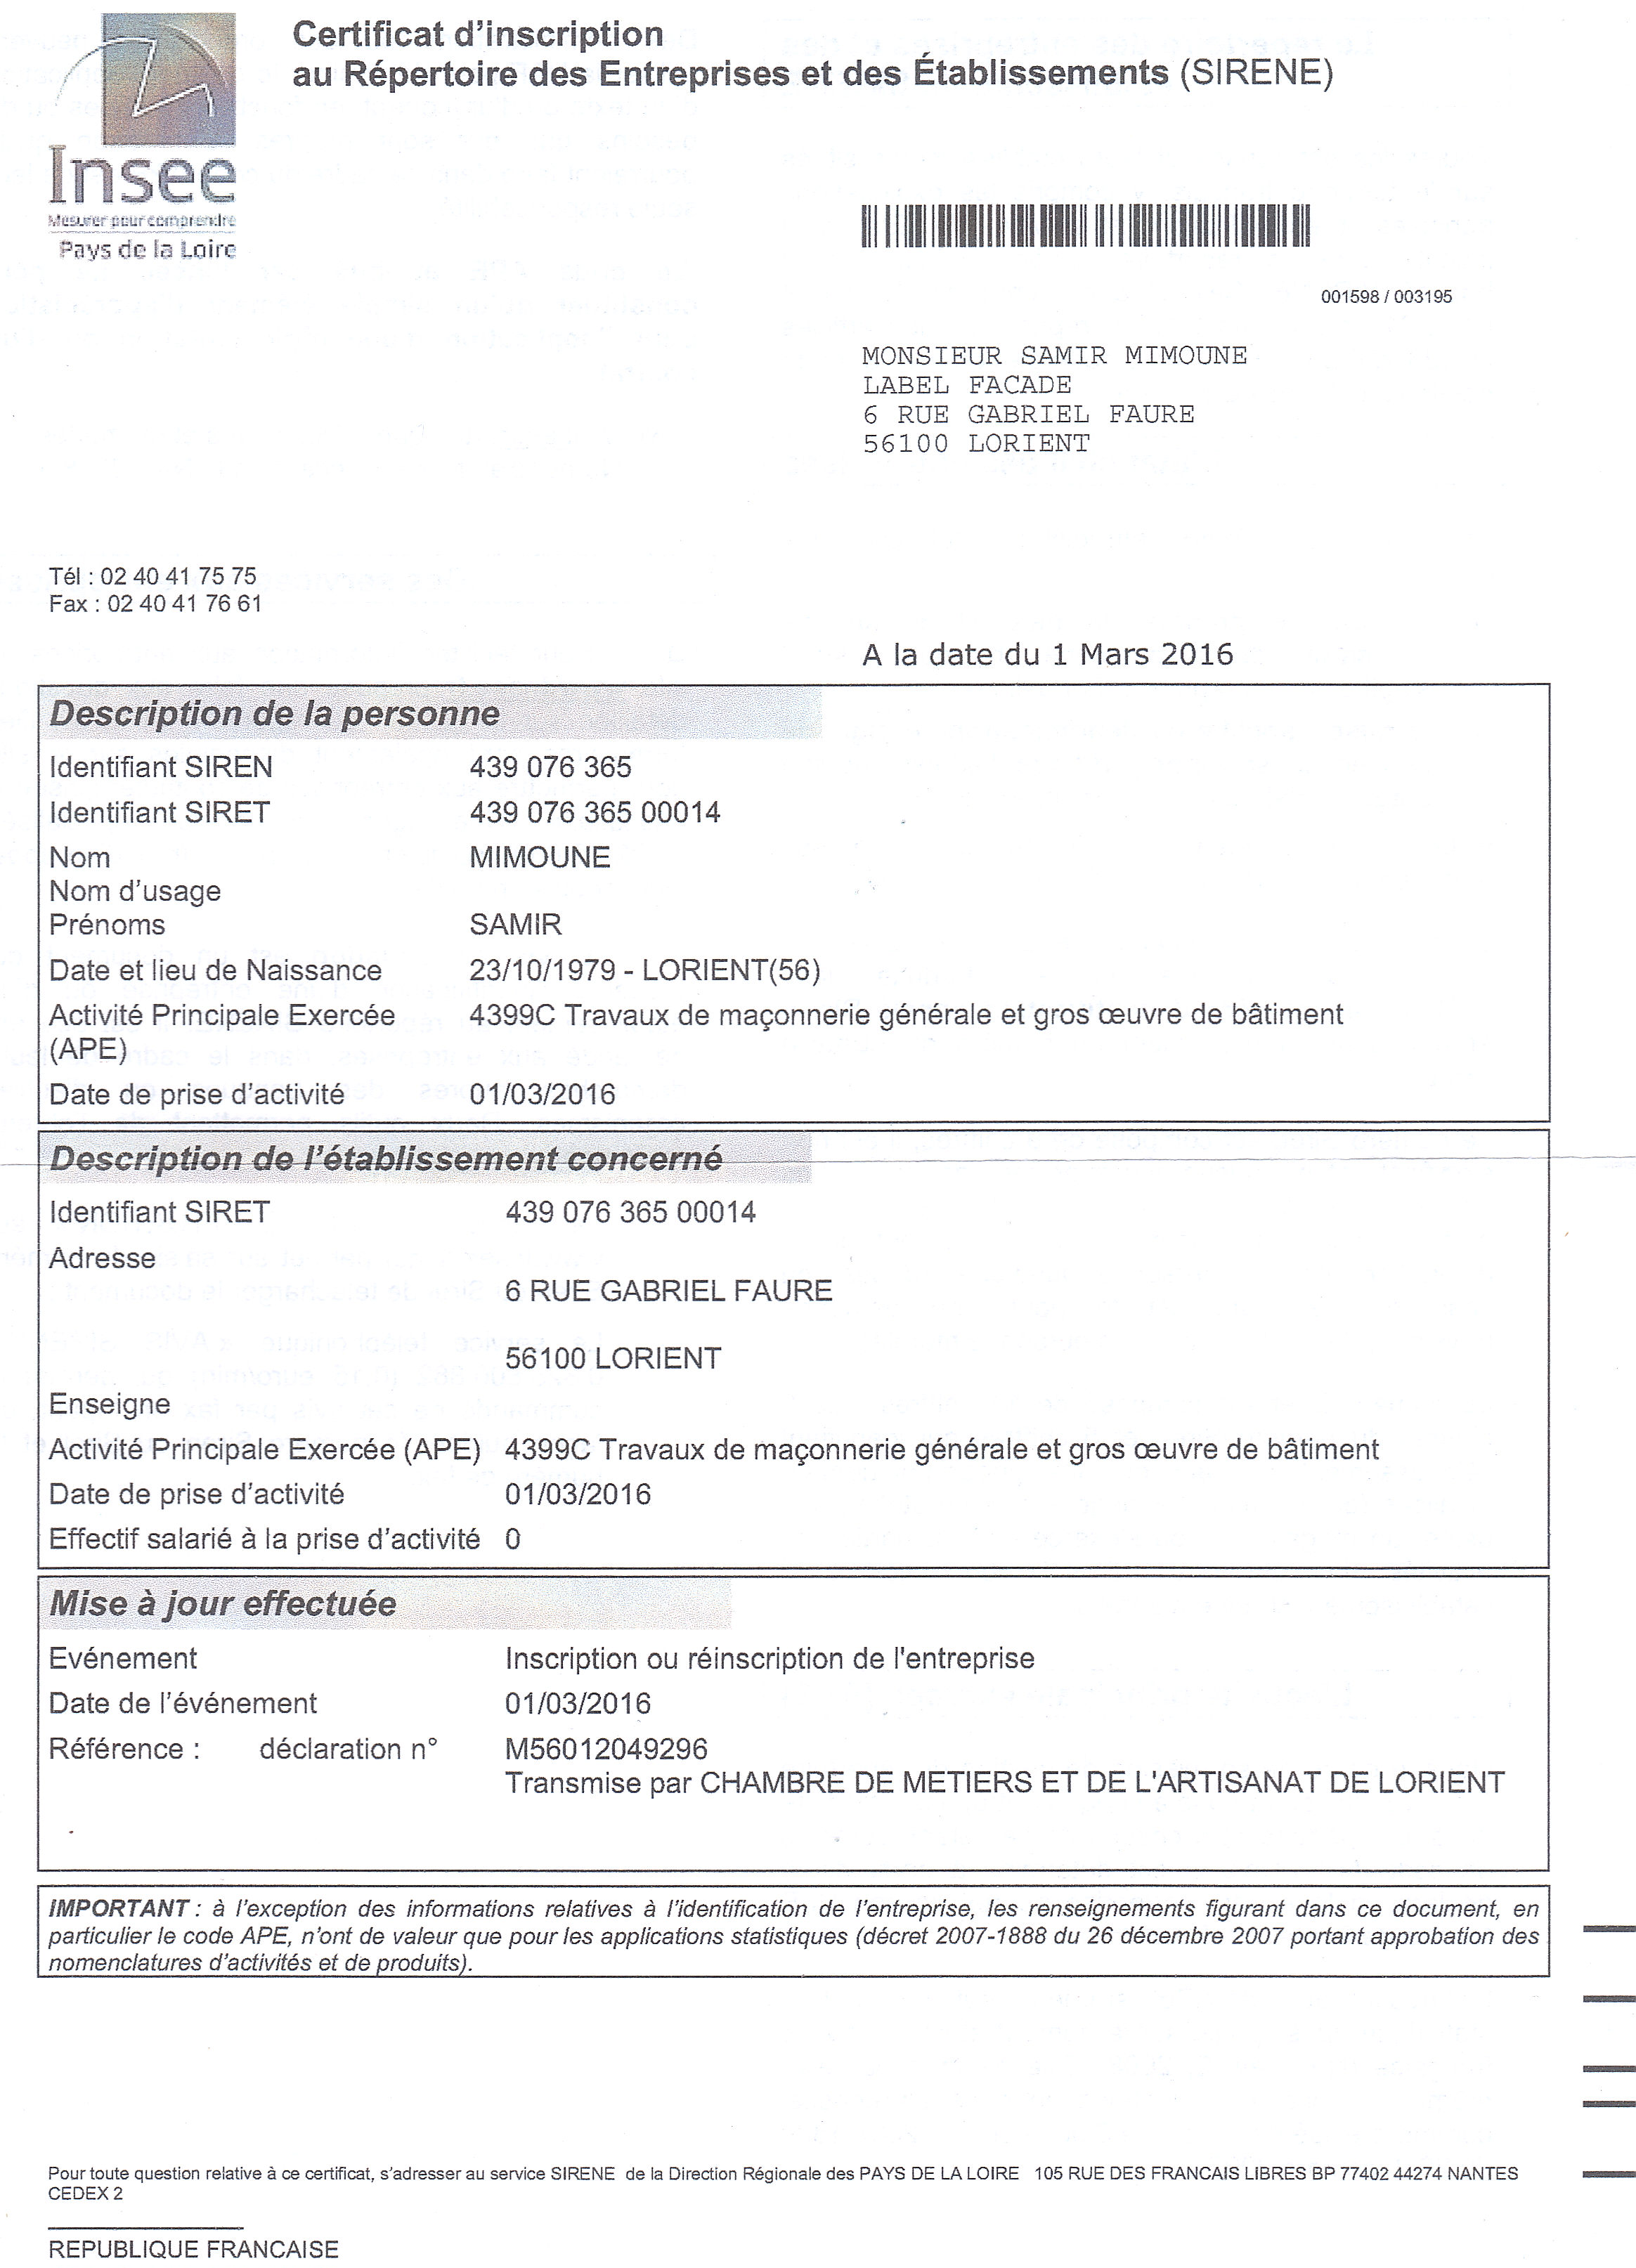 Certificat d’inscription
au Répertoire des Entreprises et des Établissements (SIRENE)
Insee
Mesurer pour comprendre
Pays de la Loire
001598 / 003195
MONSIEUR SAMIR MIMOUNE
LABEL FACADE
6 RUE GABRIEL FAURE
56100 LORIENT
Tél : 02 40 41 75 75
Fax : 02 40 41 76 61
A la date du 1 Mars 2016
Description de la personne
Identifiant SIREN 439 076 365
Identifiant SIRET 439 076 365 00014
Nom MIMOUNE
Nom d’usage
Prénoms SAMIR
Date et lieu de Naissance 23/10/1979 - LORIENT(56)
Activité Principale Exercée 4399C Travaux de maçonnerie générale et gros œuvre de bâtiment
(APE)
Date de prise d’activité 01/03/2016
Description de l’établissement concerné
Identifiant SIRET 439 076 365 00014
Adresse
6 RUE GABRIEL FAURE
56100 LORIENT
Enseigne
Activité Principale Exercée (APE) 4399C Travaux de maçonnerie générale et gros œuvre de bâtiment
Date de prise d’activité 01/03/2016
Effectif salarié à la prise d’activité 0
Mise à jour effectuée
Evénement Inscription ou réinscription de l'entreprise
Date de l’événement 01/03/2016
Référence : déclaration n° M56012049296
Transmise par CHAMBRE DE METIERS ET DE L'ARTISANAT DE LORIENT
IMPORTANT : à l’exception des informations relatives à l’identification de l’entreprise, les renseignements figurant dans ce document, en
particulier le code APE, n’ont de valeur que pour les applications statistiques (décret 2007-1888 du 26 décembre 2007 portant approbation des
nomenclatures d’activités et de produits).
Pour toute question relative à ce certificat, s’adresser au service SIRENE de la Direction Régionale des PAYS DE LA LOIRE 105 RUE DES FRANCAIS LIBRES BP 77402 44274 NANTES
CEDEX 2
REPUBLIQUE FRANCAISE